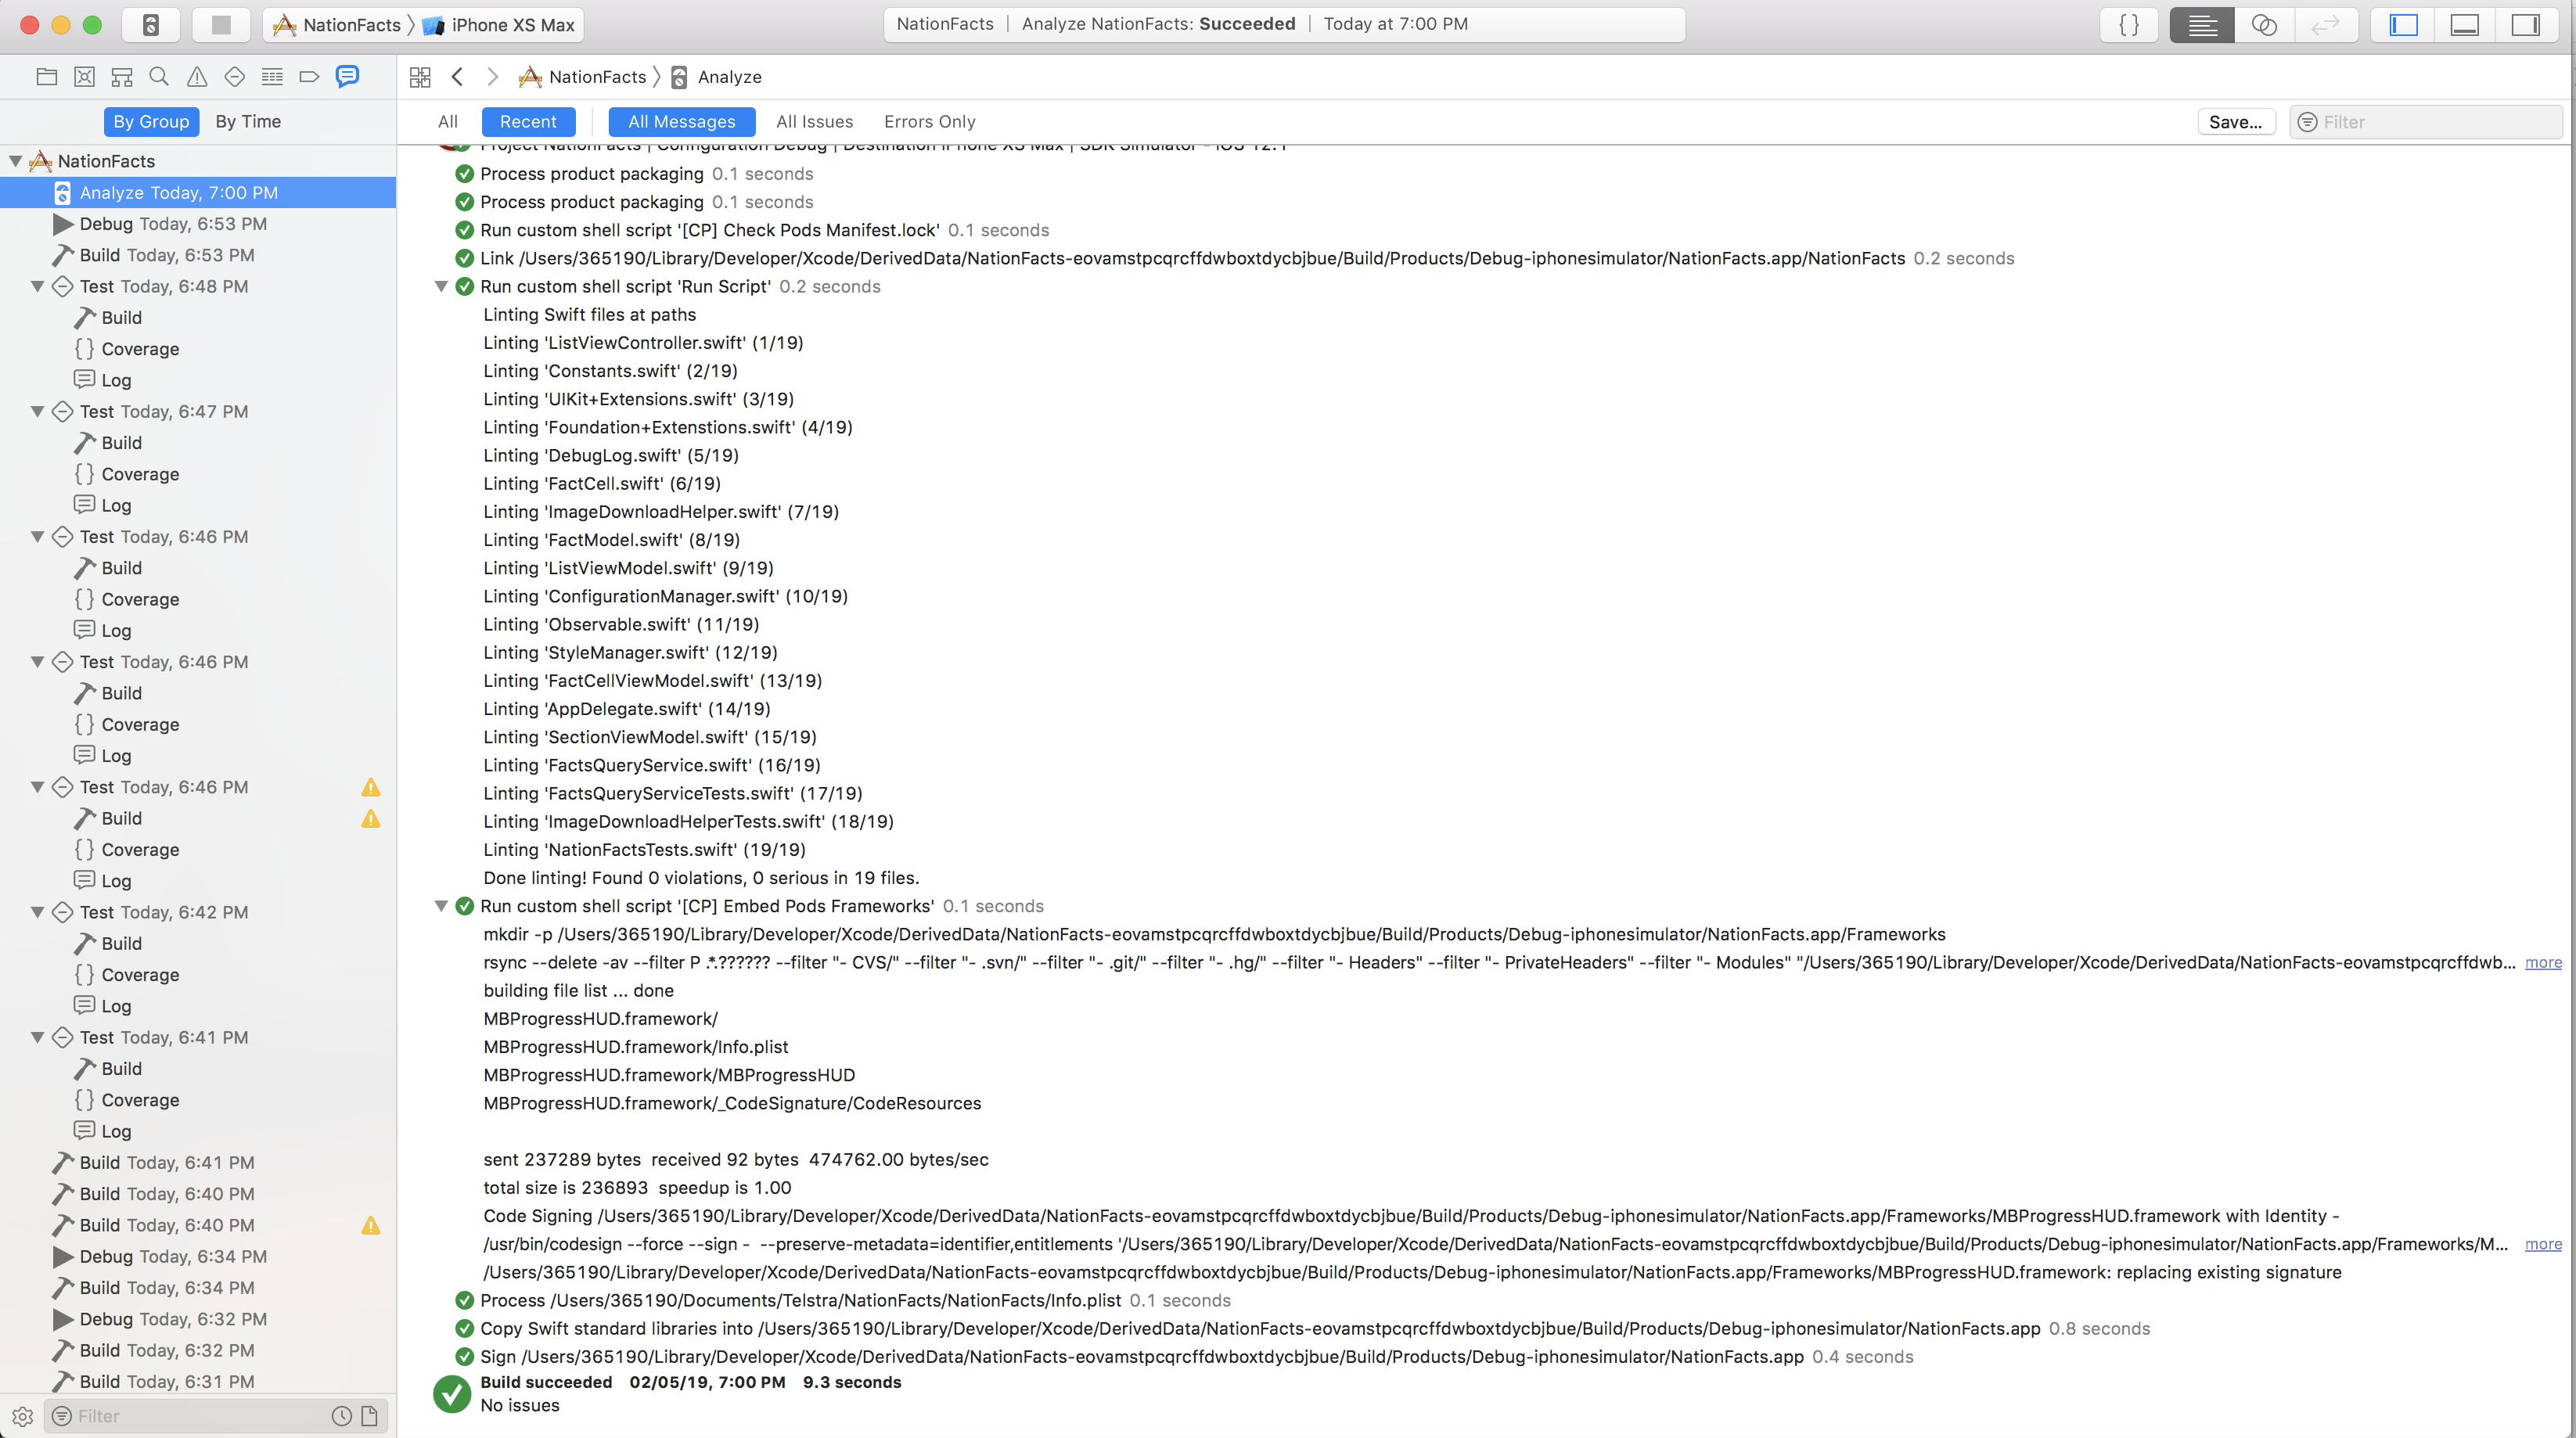 NationFacts iPhone XS Max
NationFacts | Analyze NationFacts: Succeeded | Today at 7:00 PM
NationFacts Analyze
By Group By Time
All Recent All Messages All Issues Errors Only Save... Filter
NationFacts
Analyze Today, 7:00 PM
Debug Today, 6:53 PM
Build Today, 6:53 PM
Test Today, 6:48 PM
Build
Coverage
Log
Test Today, 6:47 PM
Build
Coverage
Log
Test Today, 6:46 PM
Build
Coverage
Log
Test Today, 6:46 PM
Build
Coverage
Log
Test Today, 6:46 PM
Build
Coverage
Log
Test Today, 6:42 PM
Build
Coverage
Log
Test Today, 6:41 PM
Build
Coverage
Log
Build Today, 6:41 PM
Build Today, 6:40 PM
Build Today, 6:40 PM
Debug Today, 6:34 PM
Build Today, 6:34 PM
Debug Today, 6:32 PM
Build Today, 6:32 PM
Build Today, 6:31 PM
Filter
Project NationFacts | Configuration Debug | Destination iPhone XS Max | SDK Simulator - iOS 12.1
Process product packaging 0.1 seconds
Process product packaging 0.1 seconds
Run custom shell script '[CP] Check Pods Manifest.lock' 0.1 seconds
Link /Users/365190/Library/Developer/Xcode/DerivedData/NationFacts-eovamstpcqrcffdwboxtdycbjbue/Build/Products/Debug-iphonesimulator/NationFacts.app/NationFacts 0.2 seconds
Run custom shell script 'Run Script' 0.2 seconds
Linting Swift files at paths
Linting 'ListViewController.swift' (1/19)
Linting 'Constants.swift' (2/19)
Linting 'UIKit+Extensions.swift' (3/19)
Linting 'Foundation+Extenstions.swift' (4/19)
Linting 'DebugLog.swift' (5/19)
Linting 'FactCell.swift' (6/19)
Linting 'ImageDownloadHelper.swift' (7/19)
Linting 'FactModel.swift' (8/19)
Linting 'ListViewModel.swift' (9/19)
Linting 'ConfigurationManager.swift' (10/19)
Linting 'Observable.swift' (11/19)
Linting 'StyleManager.swift' (12/19)
Linting 'FactCellViewModel.swift' (13/19)
Linting 'AppDelegate.swift' (14/19)
Linting 'SectionViewModel.swift' (15/19)
Linting 'FactsQueryService.swift' (16/19)
Linting 'FactsQueryServiceTests.swift' (17/19)
Linting 'ImageDownloadHelperTests.swift' (18/19)
Linting 'NationFactsTests.swift' (19/19)
Done linting! Found 0 violations, 0 serious in 19 files.
Run custom shell script '[CP] Embed Pods Frameworks' 0.1 seconds
mkdir -p /Users/365190/Library/Developer/Xcode/DerivedData/NationFacts-eovamstpcqrcffdwboxtdycbjbue/Build/Products/Debug-iphonesimulator/NationFacts.app/Frameworks
rsync --delete -av --filter P .*.?????? --filter "- CVS/" --filter "- .svn/" --filter "- .git/" --filter "- .hg/" --filter "- Headers" --filter "- PrivateHeaders" --filter "- Modules" "/Users/365190/Library/Developer/Xcode/DerivedData/NationFacts-eovamstpcqrcffdwb... more
building file list ... done
MBProgressHUD.framework/
MBProgressHUD.framework/Info.plist
MBProgressHUD.framework/MBProgressHUD
MBProgressHUD.framework/_CodeSignature/CodeResources
sent 237289 bytes  received 92 bytes  474762.00 bytes/sec
total size is 236893  speedup is 1.00
Code Signing /Users/365190/Library/Developer/Xcode/DerivedData/NationFacts-eovamstpcqrcffdwboxtdycbjbue/Build/Products/Debug-iphonesimulator/NationFacts.app/Frameworks/MBProgressHUD.framework with Identity -
/usr/bin/codesign --force --sign -  --preserve-metadata=identifier,entitlements '/Users/365190/Library/Developer/Xcode/DerivedData/NationFacts-eovamstpcqrcffdwboxtdycbjbue/Build/Products/Debug-iphonesimulator/NationFacts.app/Frameworks/M... more
/Users/365190/Library/Developer/Xcode/DerivedData/NationFacts-eovamstpcqrcffdwboxtdycbjbue/Build/Products/Debug-iphonesimulator/NationFacts.app/Frameworks/MBProgressHUD.framework: replacing existing signature
Process /Users/365190/Documents/Telstra/NationFacts/NationFacts/Info.plist 0.1 seconds
Copy Swift standard libraries into /Users/365190/Library/Developer/Xcode/DerivedData/NationFacts-eovamstpcqrcffdwboxtdycbjbue/Build/Products/Debug-iphonesimulator/NationFacts.app 0.8 seconds
Sign /Users/365190/Library/Developer/Xcode/DerivedData/NationFacts-eovamstpcqrcffdwboxtdycbjbue/Build/Products/Debug-iphonesimulator/NationFacts.app 0.4 seconds
Build succeeded 02/05/19, 7:00 PM 9.3 seconds
No issues